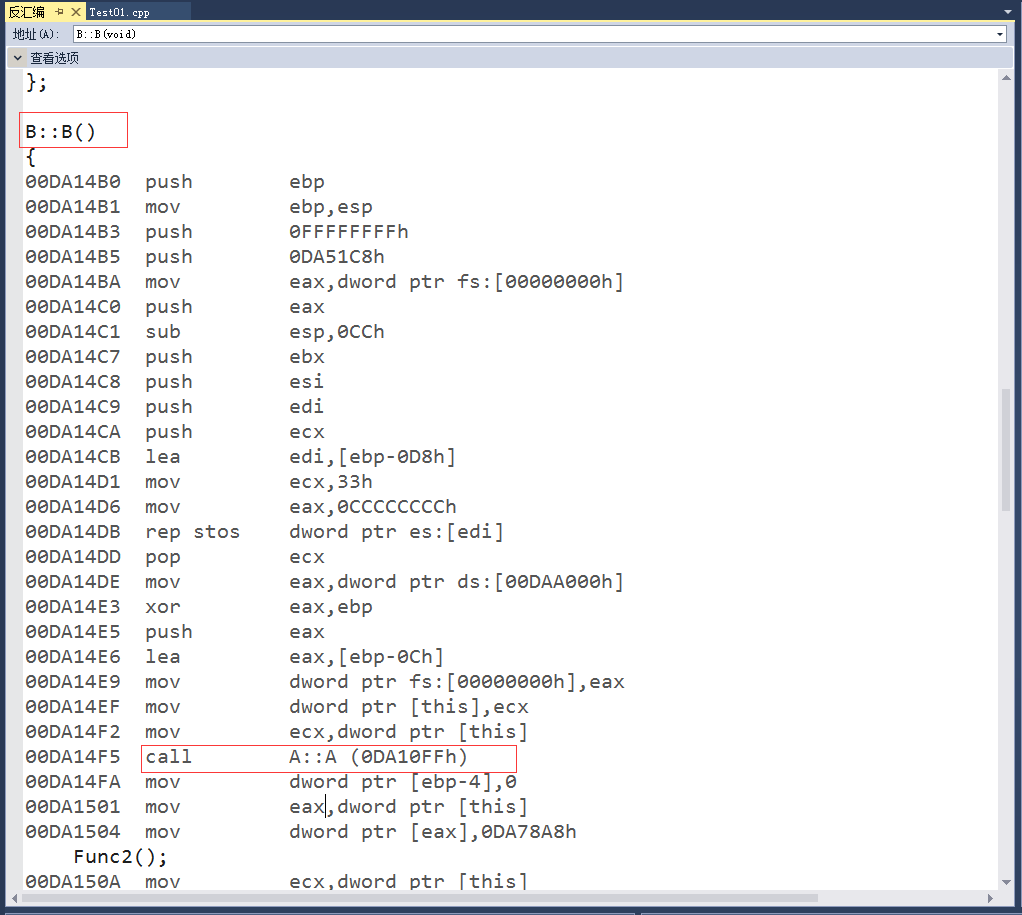 反汇编 Test01.cpp
地址(A): B::B(void)
查看选项
};
B::B()
{
00DA14B0 push ebp
00DA14B1 mov ebp,esp
00DA14B3 push 0FFFFFFFFh
00DA14B5 push 0DA51C8h
00DA14BA mov eax,dword ptr fs:[00000000h]
00DA14C0 push eax
00DA14C1 sub esp,0CCh
00DA14C7 push ebx
00DA14C8 push esi
00DA14C9 push edi
00DA14CA push ecx
00DA14CB lea edi,[ebp-0D8h]
00DA14D1 mov ecx,33h
00DA14D6 mov eax,0CCCCCCCCh
00DA14DB rep stos dword ptr es:[edi]
00DA14DD pop ecx
00DA14DE mov eax,dword ptr ds:[00DAA000h]
00DA14E3 xor eax,ebp
00DA14E5 push eax
00DA14E6 lea eax,[ebp-0Ch]
00DA14E9 mov dword ptr fs:[00000000h],eax
00DA14EF mov dword ptr [this],ecx
00DA14F2 mov ecx,dword ptr [this]
00DA14F5 call A::A (0DA10FFh)
00DA14FA mov dword ptr [ebp-4],0
00DA1501 mov eax,dword ptr [this]
00DA1504 mov dword ptr [eax],0DA78A8h
Func2();
00DA150A mov ecx,dword ptr [this]